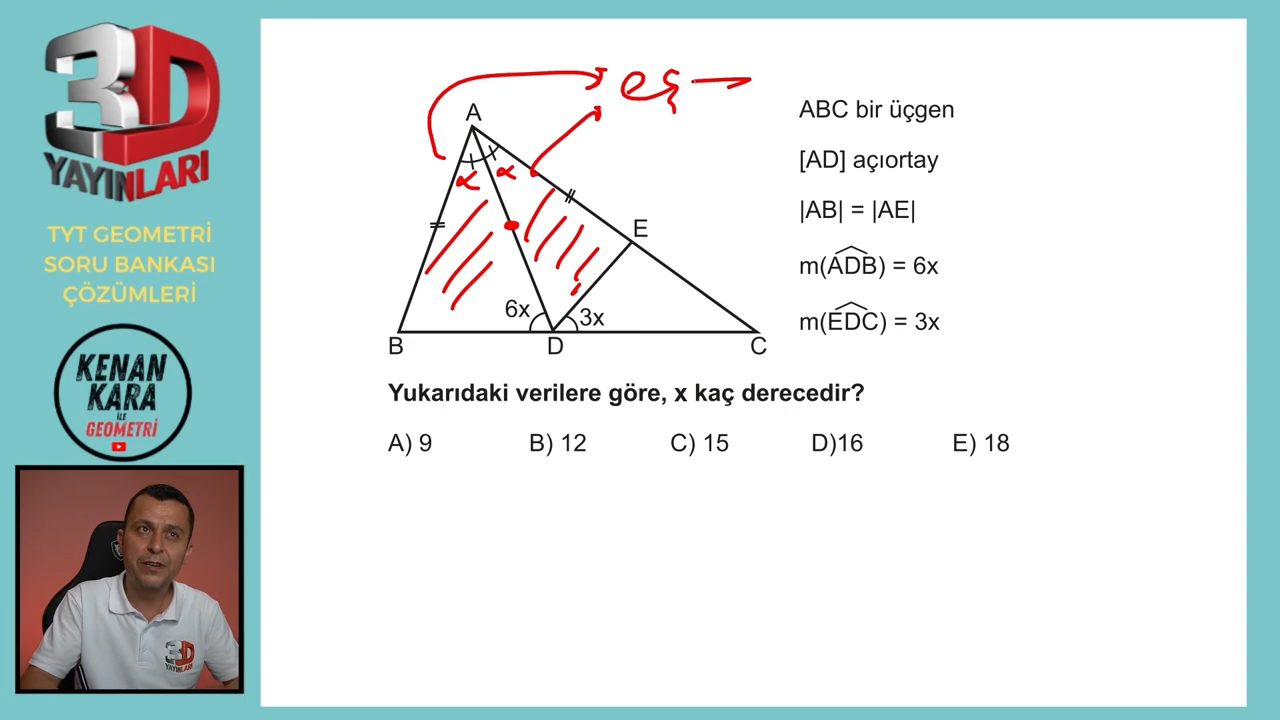 3D
YAYINLARI
TYT GEOMETRİ
SORU BANKASI
ÇÖZÜMLERİ
KENAN
KARA
İLE
GEOMETRİ
3D
YAYINLARI
eş
A
α α
E
6x
3x
B
D
C
ABC bir üçgen
[AD] açıortay
|AB| = |AE|
m(ADB) = 6x
m(EDC) = 3x
Yukarıdaki verilere göre, x kaç derecedir?
A) 9 B) 12 C) 15 D)16 E) 18